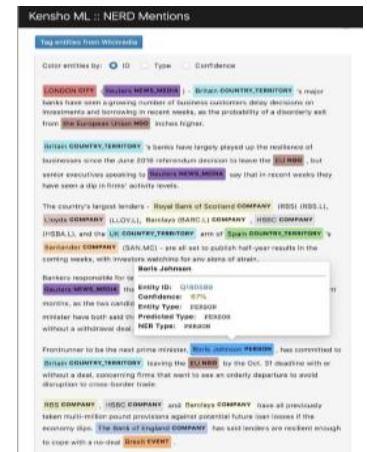 Kensho ML :: NERD Mentions
Tag entities from Wikimedia
Color entities by: ID Type Confidence
LONDON CITY (Reuters NEWS_MEDIA) - Britain COUNTRY_TERRITORY 's major
banks have seen a growing number of business customers delay decisions on
investments and borrowing in recent weeks, as the probability of a disorderly exit
from the European Union NGO inches higher.
Britain COUNTRY_TERRITORY 's banks have largely played up the resilience of
businesses since the June 2016 referendum decision to leave the EU NGO , but
senior executives speaking to Reuters NEWS_MEDIA say that in recent weeks they
have seen a dip in firms' activity levels.
The country's largest lenders - Royal Bank of Scotland COMPANY (RBS) (RBS.L),
Lloyds COMPANY (LLOY.L), Barclays (BARC.L) COMPANY , HSBC COMPANY
(HSBA.L), and the UK COUNTRY_TERRITORY arm of Spain COUNTRY_TERRITORY 's
Santander COMPANY (SAN.MC) - are all set to publish half-year results in the
coming weeks, with investors watching for any signs of strain.
Bankers responsible for
Reuters NEWS_MEDIA
months, as the two candid
minister have both said th
without a withdrawal deal
Boris Johnson
Entity ID:
Confidence: 67%
Entity Type: PERSON
Predicted Type: PERSON
NER Type: PERSON
Frontrunner to be the next prime minister, Boris Johnson PERSON , has committed to
Britain COUNTRY_TERRITORY leaving the EU NGO by the Oct. 31 deadline with or
without a deal, concerning firms that want to see an orderly departure to avoid
disruption to cross-border trade.
RBS COMPANY , HSBC COMPANY and Barclays COMPANY have all previously
taken multi-million pound provisions against potential future loan losses if the
economy dips. The Bank of England COMPANY has said lenders are resilient enough
to cope with a no-deal Brexit EVENT .